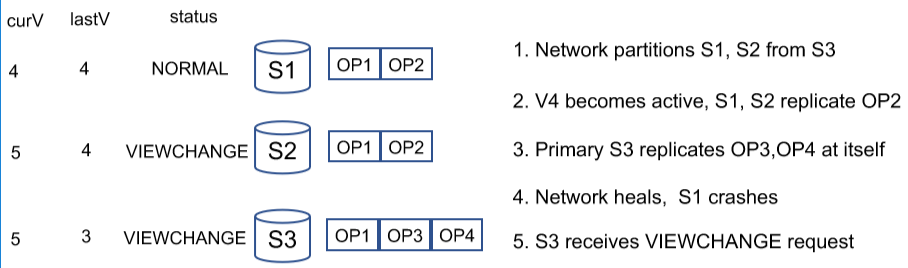 curV lastV status
4 4 NORMAL S1 OP1 OP2
5 4 VIEWCHANGE S2 OP1 OP2
5 3 VIEWCHANGE S3 OP1 OP3 OP4
1. Network partitions S1, S2 from S3
2. V4 becomes active, S1, S2 replicate OP2
3. Primary S3 replicates OP3,OP4 at itself
4. Network heals, S1 crashes
5. S3 receives VIEWCHANGE request